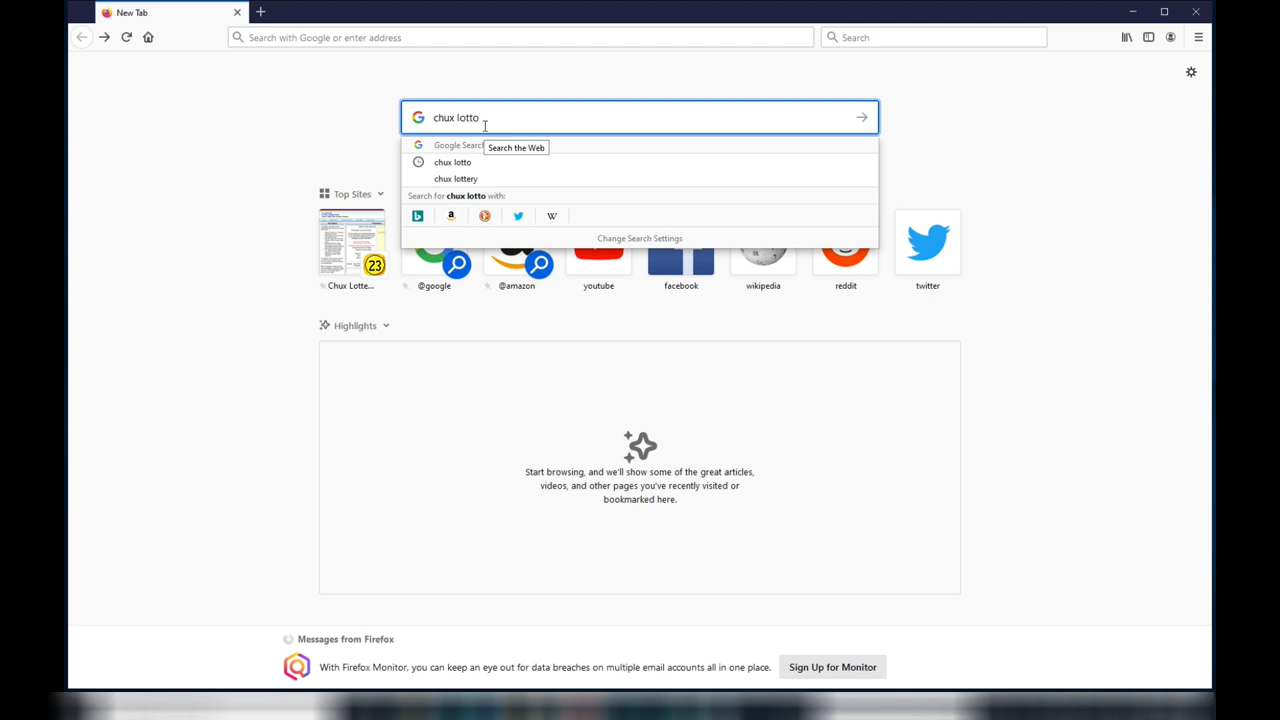 New Tab
Search with Google or enter address
Search
chux lotto
Google Searc
Search the Web
chux lotto
chux lottery
Search for chux lotto with:
Change Search Settings
Top Sites
23
Chux Lotte...
@google
@amazon
youtube
facebook
wikipedia
reddit
twitter
Highlights
Start browsing, and we'll show some of the great articles,
videos, and other pages you've recently visited or
bookmarked here.
Messages from Firefox
With Firefox Monitor, you can keep an eye out for data breaches on multiple email accounts all in one place.
Sign Up for Monitor